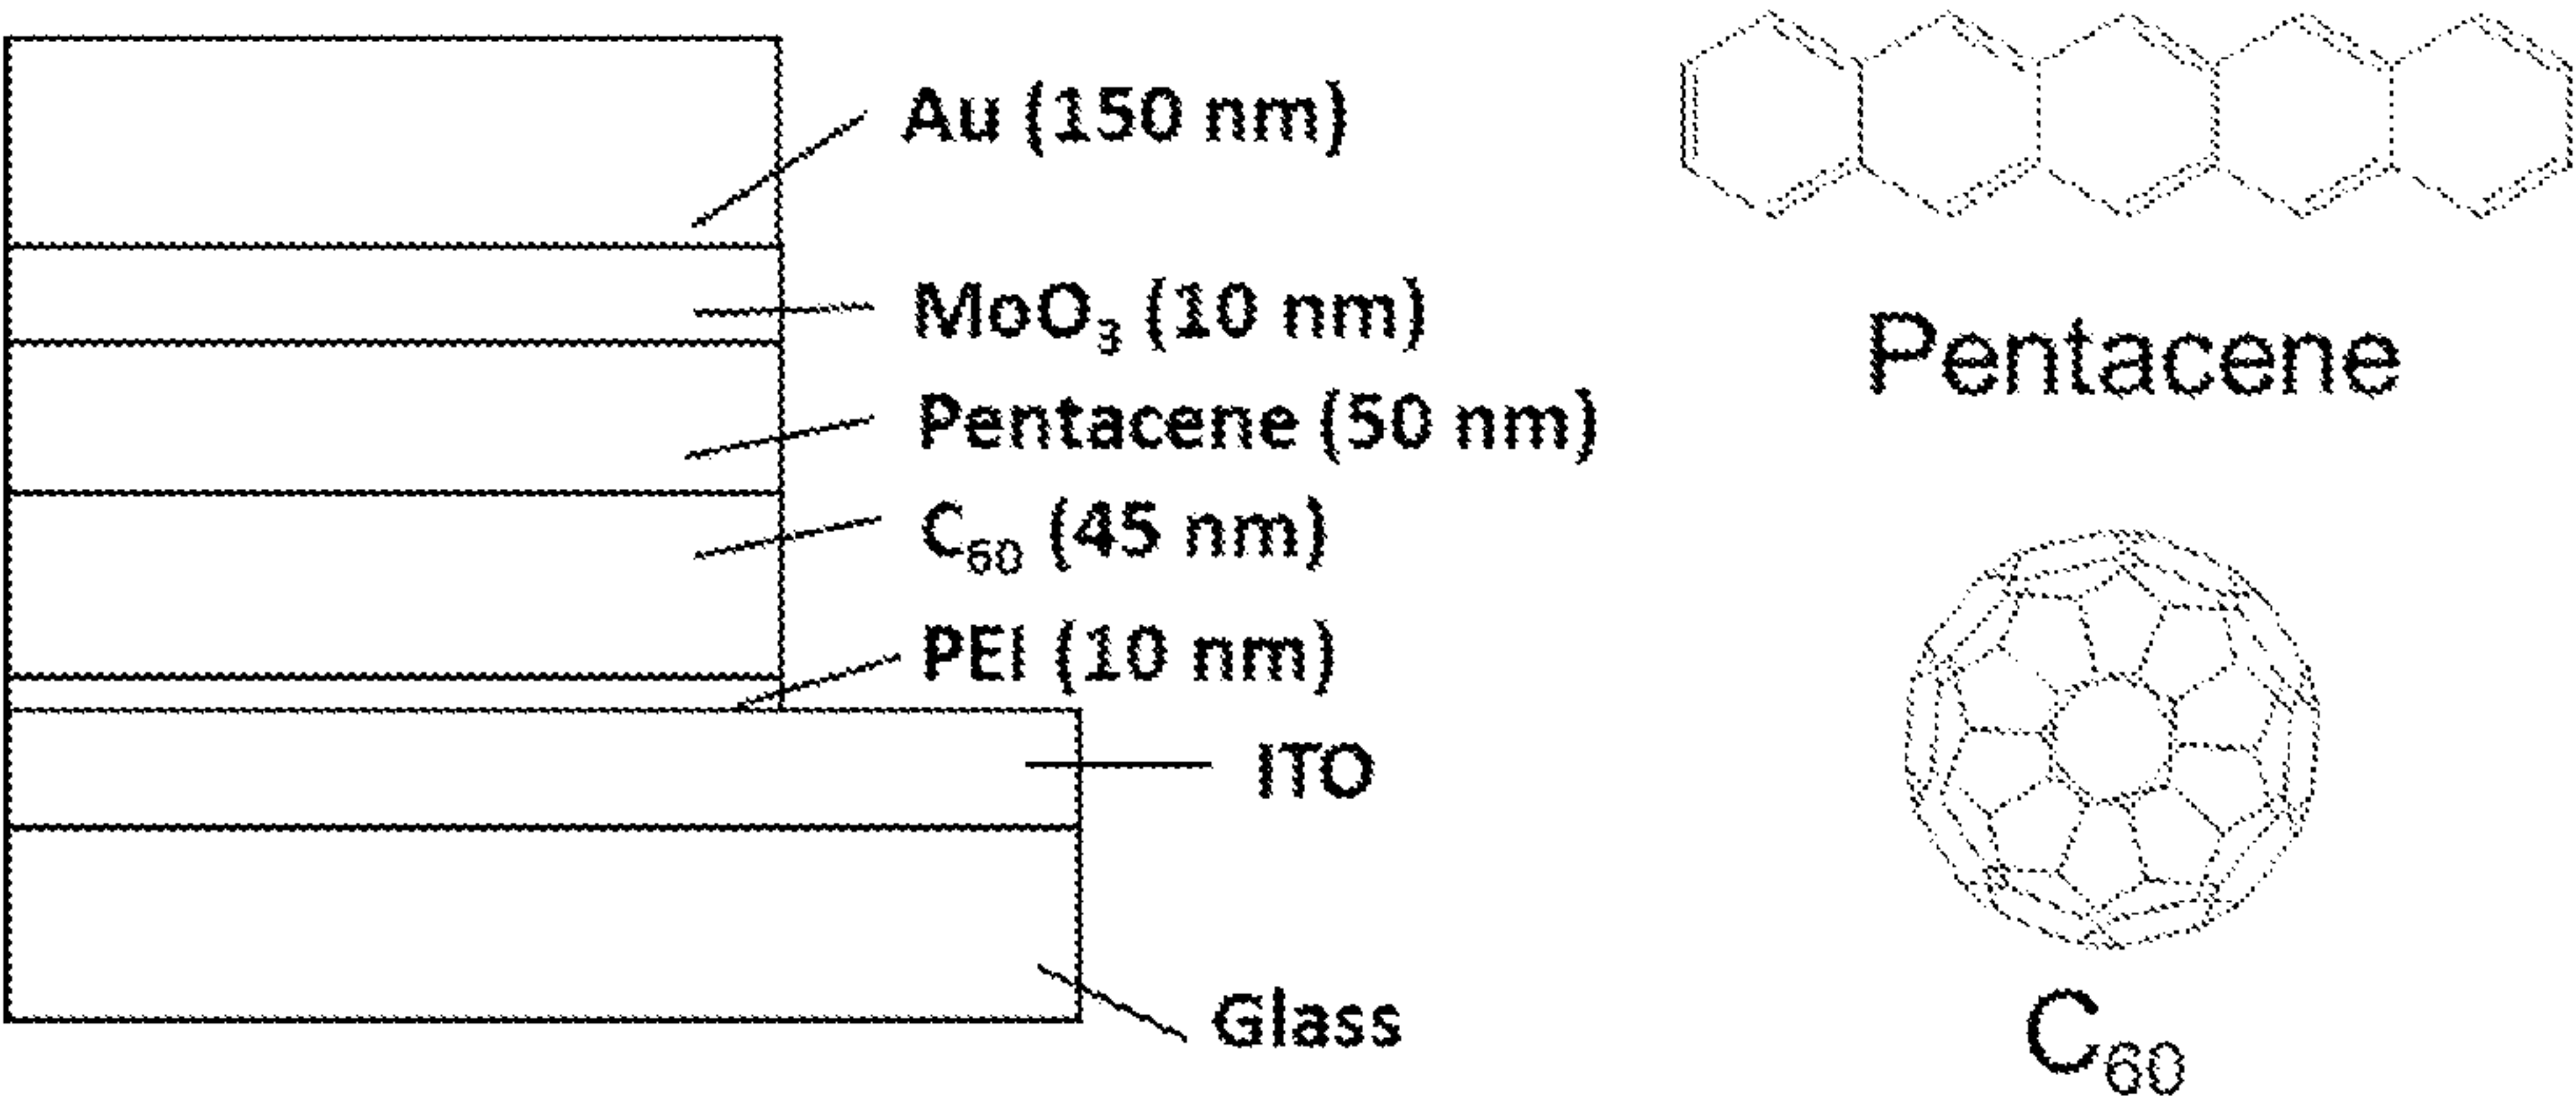 Au (150 nm)
MoO₃ (10 nm)
Pentacene (50 nm)
C₆₀ (45 nm)
PEI (10 nm)
ITO
Glass
Pentacene
C₆₀